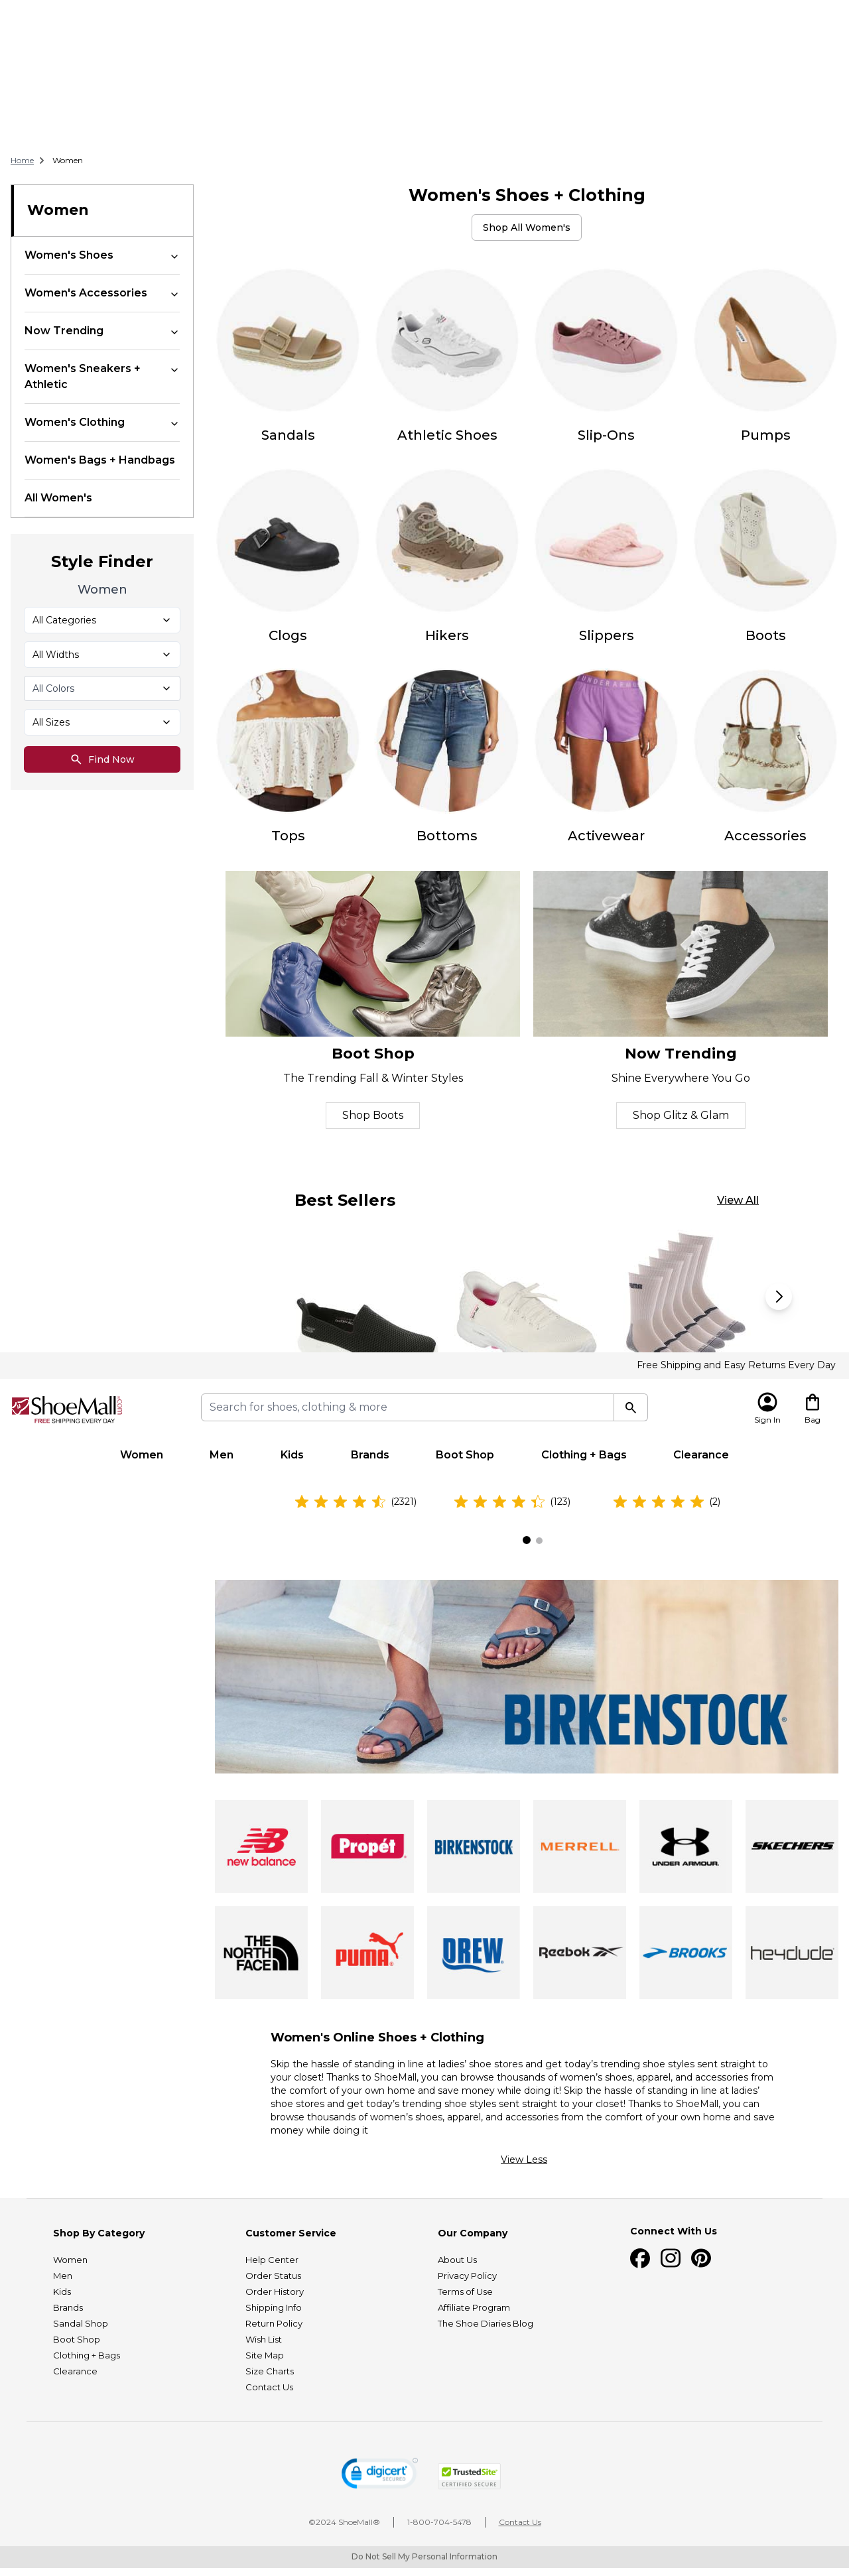 Home
Women
Women
Women's Shoes
Women's Accessories
Now Trending
Women's Sneakers +
Athletic
Women's Clothing
Women's Bags + Handbags
All Women's
Style Finder
Women
All Categories
All Widths
All Colors
All Sizes
Find Now
Women's Shoes + Clothing
Shop All Women's
Sandals
Athletic Shoes
Slip-Ons
Pumps
Clogs
Hikers
Slippers
Boots
Tops
Bottoms
Activewear
Accessories
Boot Shop
The Trending Fall & Winter Styles
Shop Boots
Now Trending
Shine Everywhere You Go
Shop Glitz & Glam
Best Sellers
View All
Free Shipping and Easy Returns Every Day
ShoeMall.com
FREE SHIPPING EVERY DAY
Search for shoes, clothing & more
Sign In
Bag
Women
Men
Kids
Brands
Boot Shop
Clothing + Bags
Clearance
(2321)
(123)
(2)
BIRKENSTOCK®
new balance
Propét
BIRKENSTOCK
MERRELL
UNDER ARMOUR
SKECHERS
THE NORTH FACE
PUMA
DREW
Reebok
BROOKS
heydude
Women's Online Shoes + Clothing
Skip the hassle of standing in line at ladies’ shoe stores and get today’s trending shoe styles sent straight to
your closet! Thanks to ShoeMall, you can browse thousands of women’s shoes, apparel, and accessories from
the comfort of your own home and save money while doing it! Skip the hassle of standing in line at ladies’
shoe stores and get today’s trending shoe styles sent straight to your closet! Thanks to ShoeMall, you can
browse thousands of women’s shoes, apparel, and accessories from the comfort of your own home and save
money while doing it
View Less
Shop By Category
Women
Men
Kids
Brands
Sandal Shop
Boot Shop
Clothing + Bags
Clearance
Customer Service
Help Center
Order Status
Order History
Shipping Info
Return Policy
Wish List
Site Map
Size Charts
Contact Us
Our Company
About Us
Privacy Policy
Terms of Use
Affiliate Program
The Shoe Diaries Blog
Connect With Us
digicert
SECURED
TrustedSite
CERTIFIED SECURE
©2024 ShoeMall®
1-800-704-5478
Contact Us
Do Not Sell My Personal Information